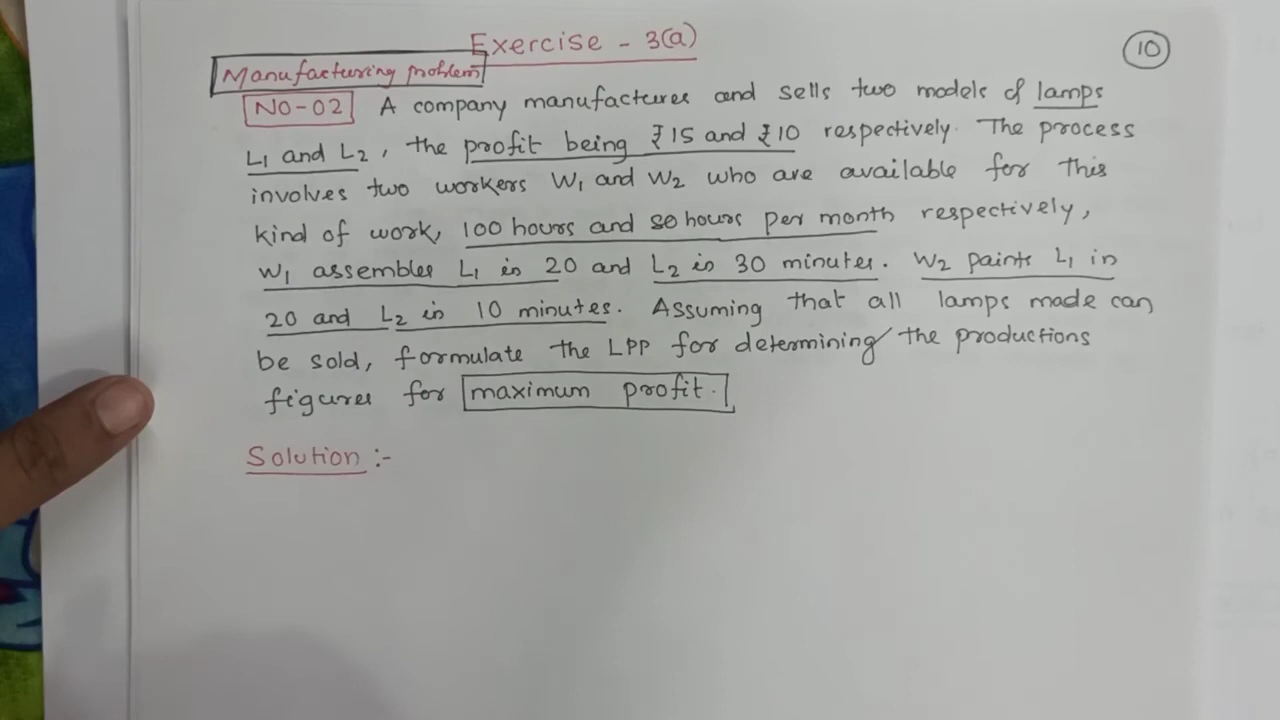 Exercise - 3(a)
10
Manufacturing problem
NO-02 A company manufactures and sells two models of lamps
L1 and L2, the profit being ₹15 and ₹10 respectively. The process
involves two workers W1 and W2 who are available for this
kind of work, 100 hours and 80 hours per month respectively,
W1 assembles L1 in 20 and L2 in 30 minutes. W2 paints L1 in
20 and L2 in 10 minutes. Assuming that all lamps made can
be sold, formulate the LPP for determining the productions
figures for maximum profit.
Solution :-